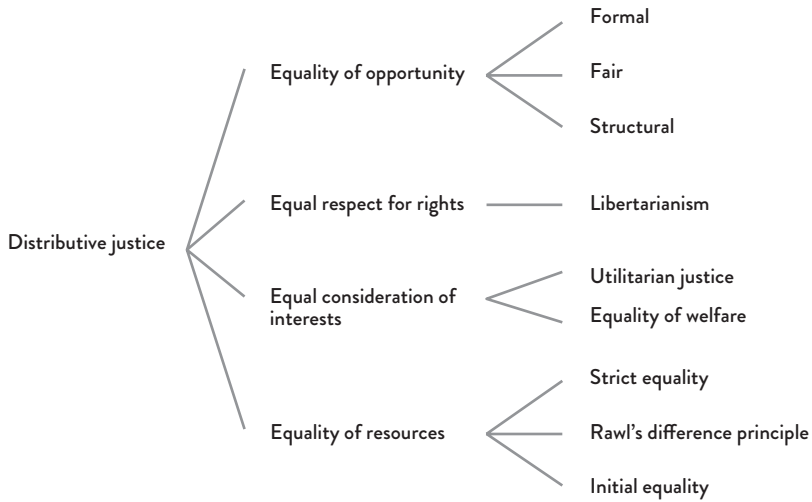 Distributive justice
Equality of opportunity
Formal
Fair
Structural
Equal respect for rights
Libertarianism
Equal consideration of
interests
Utilitarian justice
Equality of welfare
Equality of resources
Strict equality
Rawl's difference principle
Initial equality